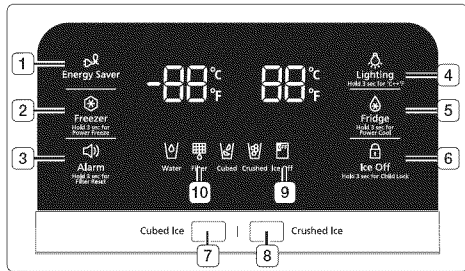 1
Energy Saver
2
Freezer
Hold 3 sec for
Power Freeze
3
Alarm
Hold 3 sec for
Filter Reset
-88 °C °F
88 °C °F
Water Filter Cubed Crushed Ice Off
OFF
10
9
Lighting
Hold 3 sec for °C↔°F
4
Fridge
Hold 3 sec for
Power Cool
5
Ice Off
Hold 3 sec for Child Lock
6
Cubed Ice | Crushed Ice
7
8